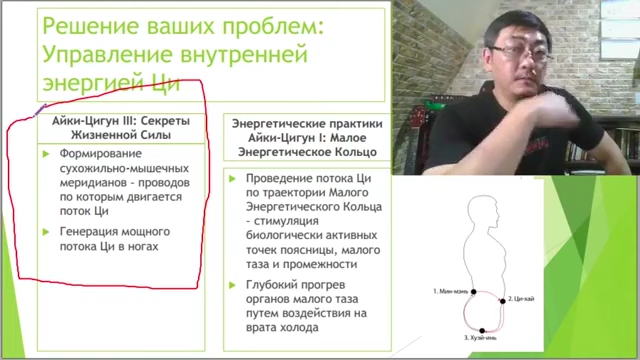 Решение ваших проблем:
Управление внутренней
энергией Ци
Айки-Цигун III: Секреты
Жизненной Силы
Формирование
сухожильно-мышечных
меридианов – проводов
по которым двигается
поток Ци
Генерация мощного
потока Ци в ногах
Энергетические практики
Айки-Цигун I: Малое
Энергетическое Кольцо
Проведение потока Ци
по траектории Малого
Энергетического Кольца
– стимуляция
биологически активных
точек поясницы, малого
таза и промежности
Глубокий прогрев
органов малого таза
путем воздействия на
врата холода
1. Мин-мэнь
2. Ци-хай
3. Хуэй-инь